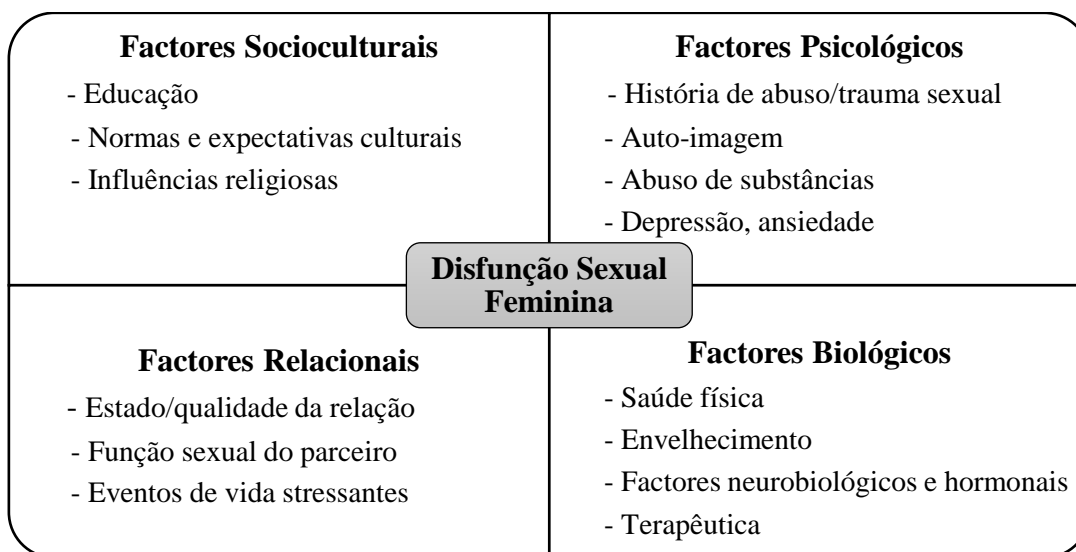 Factores Socioculturais
- Educação
- Normas e expectativas culturais
- Influências religiosas
Factores Psicológicos
- História de abuso/trauma sexual
- Auto-imagem
- Abuso de substâncias
- Depressão, ansiedade
Disfunção Sexual
Feminina
Factores Relacionais
- Estado/qualidade da relação
- Função sexual do parceiro
- Eventos de vida stressantes
Factores Biológicos
- Saúde física
- Envelhecimento
- Factores neurobiológicos e hormonais
- Terapêutica